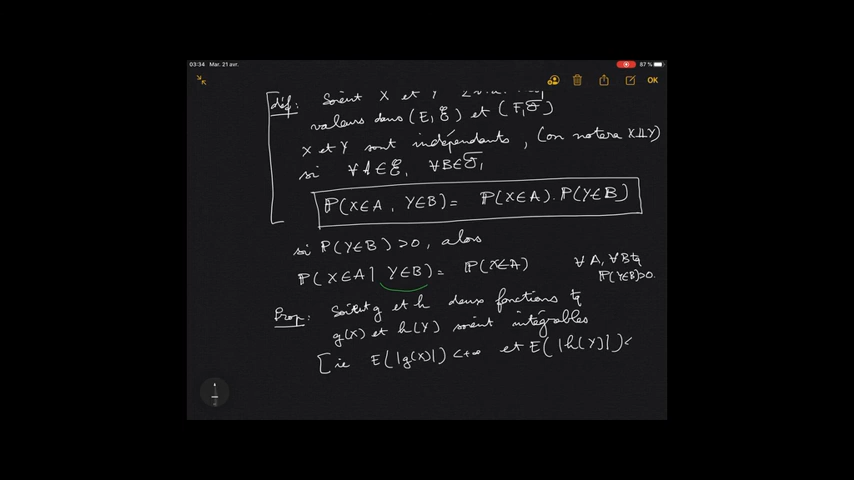 03:34 Mar. 21 avr.
87 %
OK
déf: Soient X et Y
valeurs dans (E, ℰ) et (F, ℱ)
X et Y sont indépendants, (on notera X⊥⊥Y)
si ∀A∈ℰ, ∀B∈ℱ,
ℙ(X∈A, Y∈B) = ℙ(X∈A).ℙ(Y∈B)
si ℙ(Y∈B) >0, alors
ℙ(X∈A | Y∈B) = ℙ(X∈A) ∀A, ∀B tq
ℙ(Y∈B)>0.
Prop: Soient g et h deux fonctions tq
g(X) et h(Y) soient intégrables
[ie E(|g(X)|) <+∞ et E(|h(Y)|)<